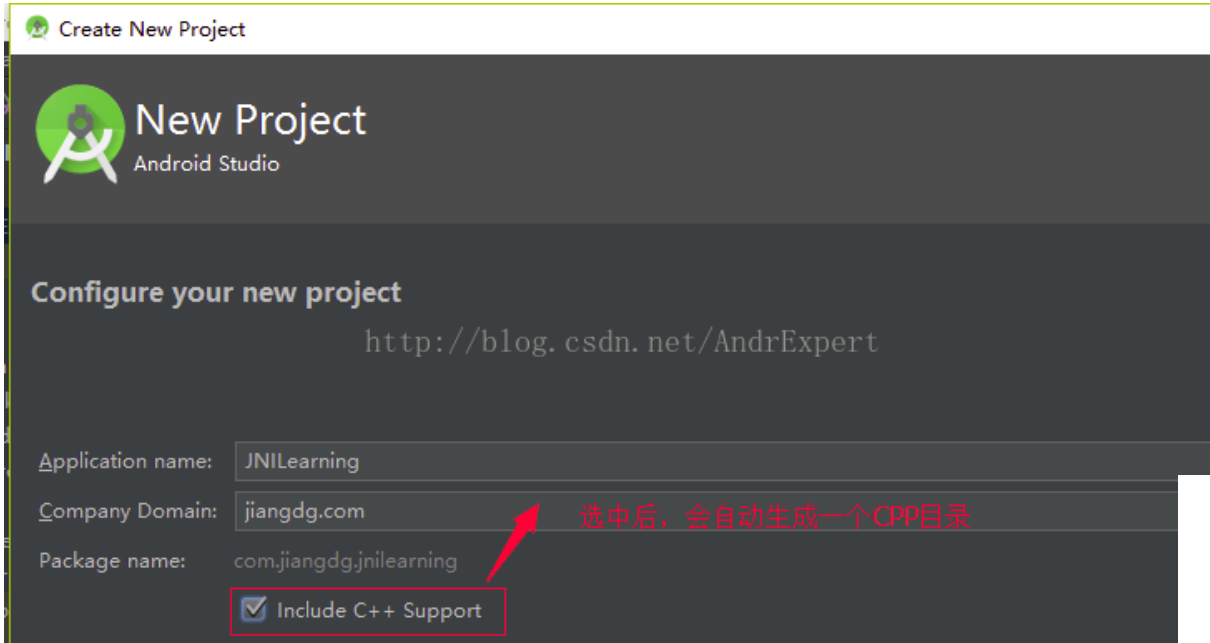 Create New Project
New Project
Android Studio
Configure your new project
http://blog.csdn.net/AndrExpert
Application name: JNILearning
Company Domain: jiangdg.com
选中后，会自动生成一个CPP目录
Package name: com.jiangdg.jnilearning
Include C++ Support